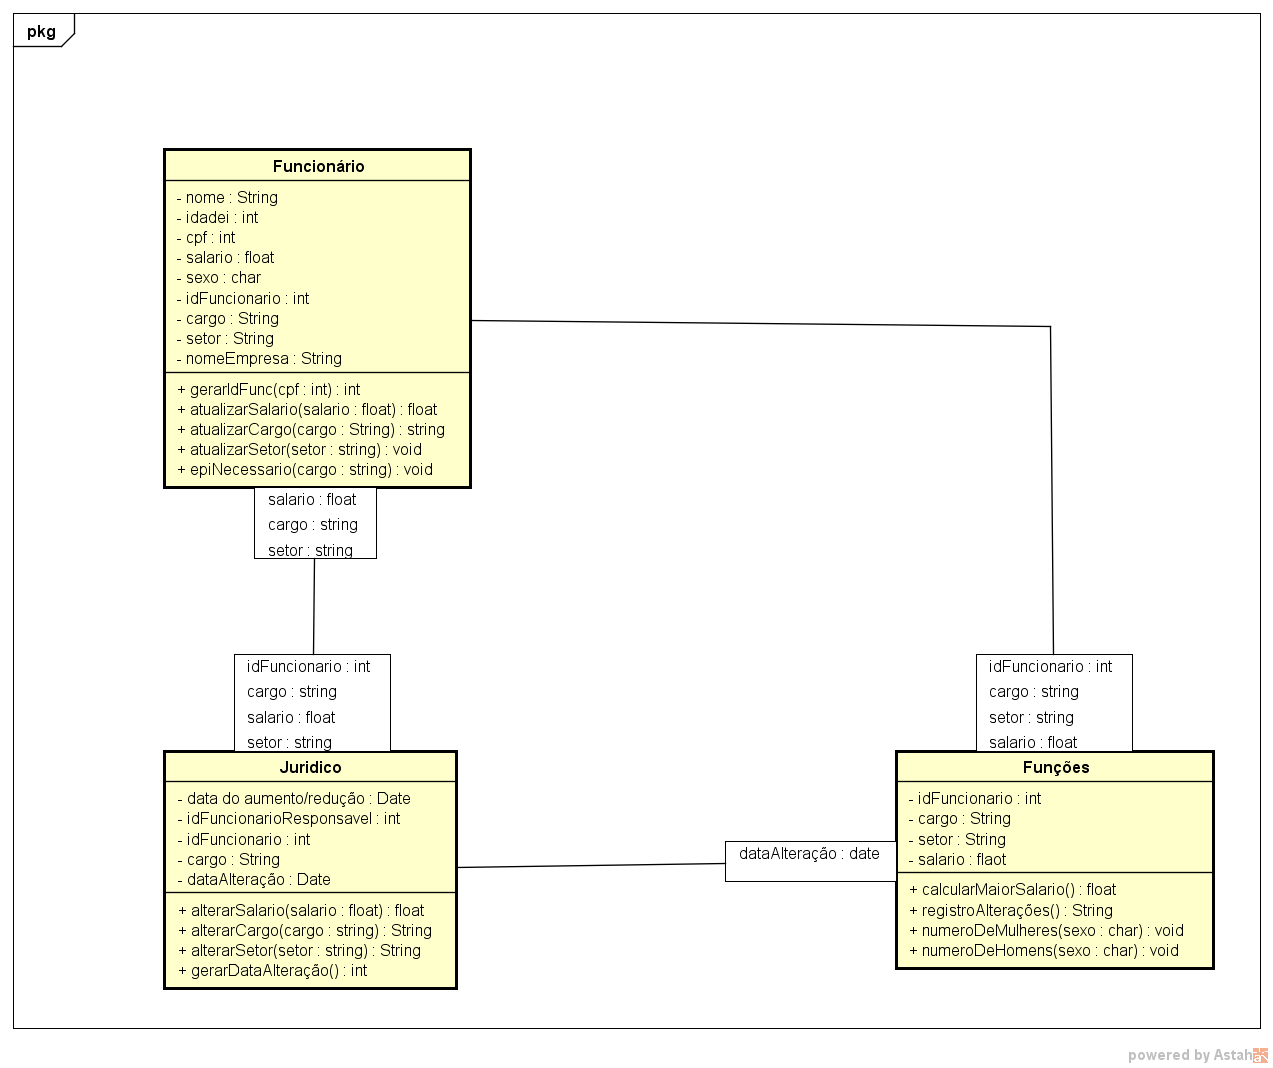 pkg
Funcionário
- nome : String
- idadei : int
- cpf : int
- salario : float
- sexo : char
- idFuncionario : int
- cargo : String
- setor : String
- nomeEmpresa : String
+ gerarIdFunc(cpf : int) : int
+ atualizarSalario(salario : float) : float
+ atualizarCargo(cargo : String) : string
+ atualizarSetor(setor : string) : void
+ epiNecessario(cargo : string) : void
salario : float
cargo : string
setor : string
idFuncionario : int
cargo : string
salario : float
setor : string
idFuncionario : int
cargo : string
setor : string
salario : float
Juridico
- data do aumento/redução : Date
- idFuncionarioResponsavel : int
- idFuncionario : int
- cargo : String
- dataAlteração : Date
+ alterarSalario(salario : float) : float
+ alterarCargo(cargo : string) : String
+ alterarSetor(setor : string) : String
+ gerarDataAlteração() : int
dataAlteração : date
Funções
- idFuncionario : int
- cargo : String
- setor : String
- salario : flaot
+ calcularMaiorSalario() : float
+ registroAlterações() : String
+ numeroDeMulheres(sexo : char) : void
+ numeroDeHomens(sexo : char) : void
powered by Astah